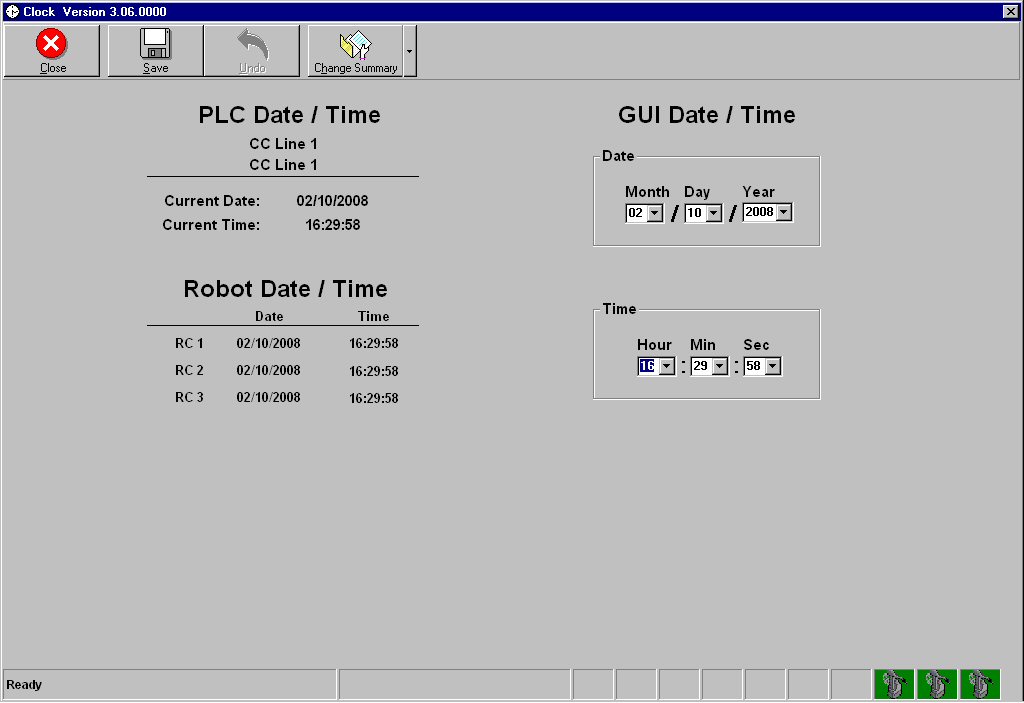 Clock Version 3.06.0000
Close Save Undo Change Summary
PLC Date / Time
CC Line 1
CC Line 1
Current Date: 02/10/2008
Current Time: 16:29:58
Robot Date / Time
Date Time
RC 1 02/10/2008 16:29:58
RC 2 02/10/2008 16:29:58
RC 3 02/10/2008 16:29:58
GUI Date / Time
Date
Month Day Year
02 / 10 / 2008
Time
Hour Min Sec
16 : 29 : 58
Ready